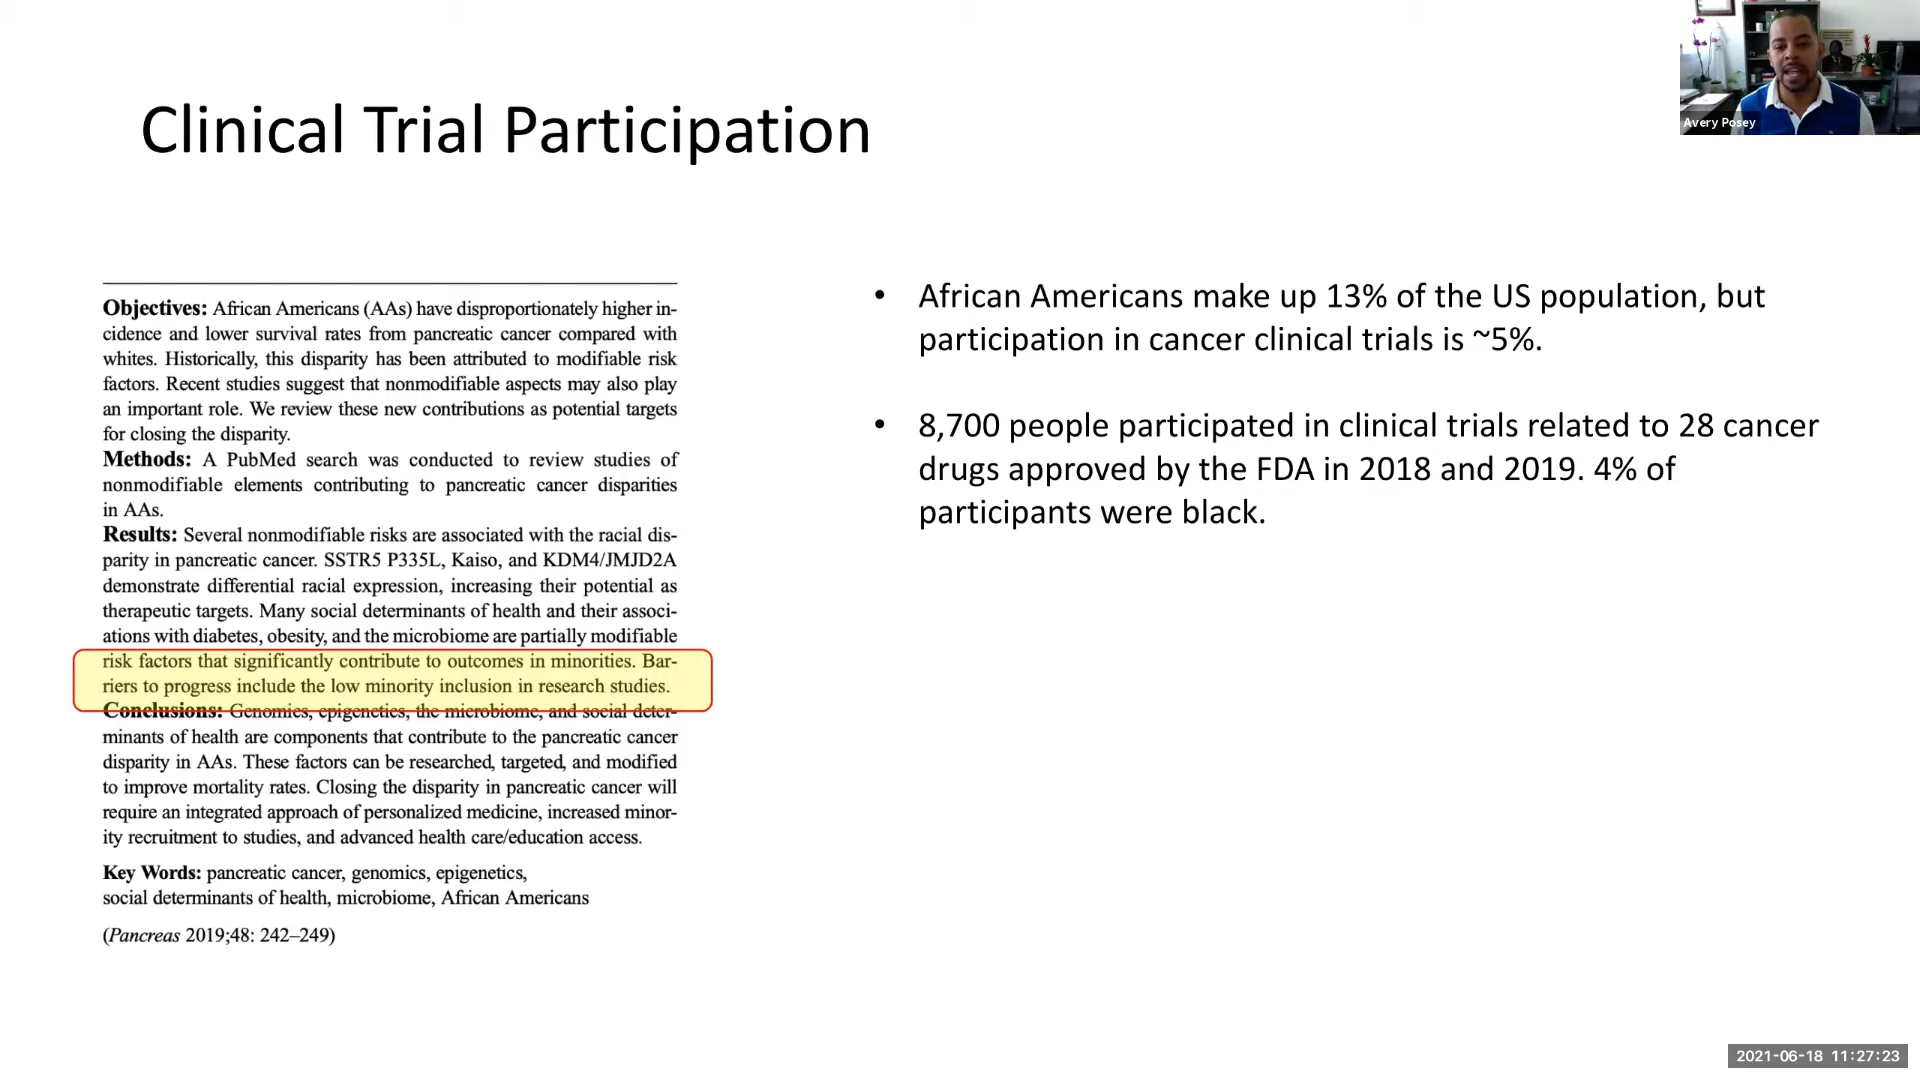 Clinical Trial Participation
Avery Posey
Objectives: African Americans (AAs) have disproportionately higher in-
cidence and lower survival rates from pancreatic cancer compared with
whites. Historically, this disparity has been attributed to modifiable risk
factors. Recent studies suggest that nonmodifiable aspects may also play
an important role. We review these new contributions as potential targets
for closing the disparity.
Methods: A PubMed search was conducted to review studies of
nonmodifiable elements contributing to pancreatic cancer disparities
in AAs.
Results: Several nonmodifiable risks are associated with the racial dis-
parity in pancreatic cancer. SSTR5 P335L, Kaiso, and KDM4/JMJD2A
demonstrate differential racial expression, increasing their potential as
therapeutic targets. Many social determinants of health and their associ-
ations with diabetes, obesity, and the microbiome are partially modifiable
risk factors that significantly contribute to outcomes in minorities. Bar-
riers to progress include the low minority inclusion in research studies.
Conclusions: Genomics, epigenetics, the microbiome, and social deter-
minants of health are components that contribute to the pancreatic cancer
disparity in AAs. These factors can be researched, targeted, and modified
to improve mortality rates. Closing the disparity in pancreatic cancer will
require an integrated approach of personalized medicine, increased minor-
ity recruitment to studies, and advanced health care/education access.
Key Words: pancreatic cancer, genomics, epigenetics,
social determinants of health, microbiome, African Americans
(Pancreas 2019;48: 242–249)
• African Americans make up 13% of the US population, but
participation in cancer clinical trials is ~5%.
• 8,700 people participated in clinical trials related to 28 cancer
drugs approved by the FDA in 2018 and 2019. 4% of
participants were black.
2021-06-18 11:27:23